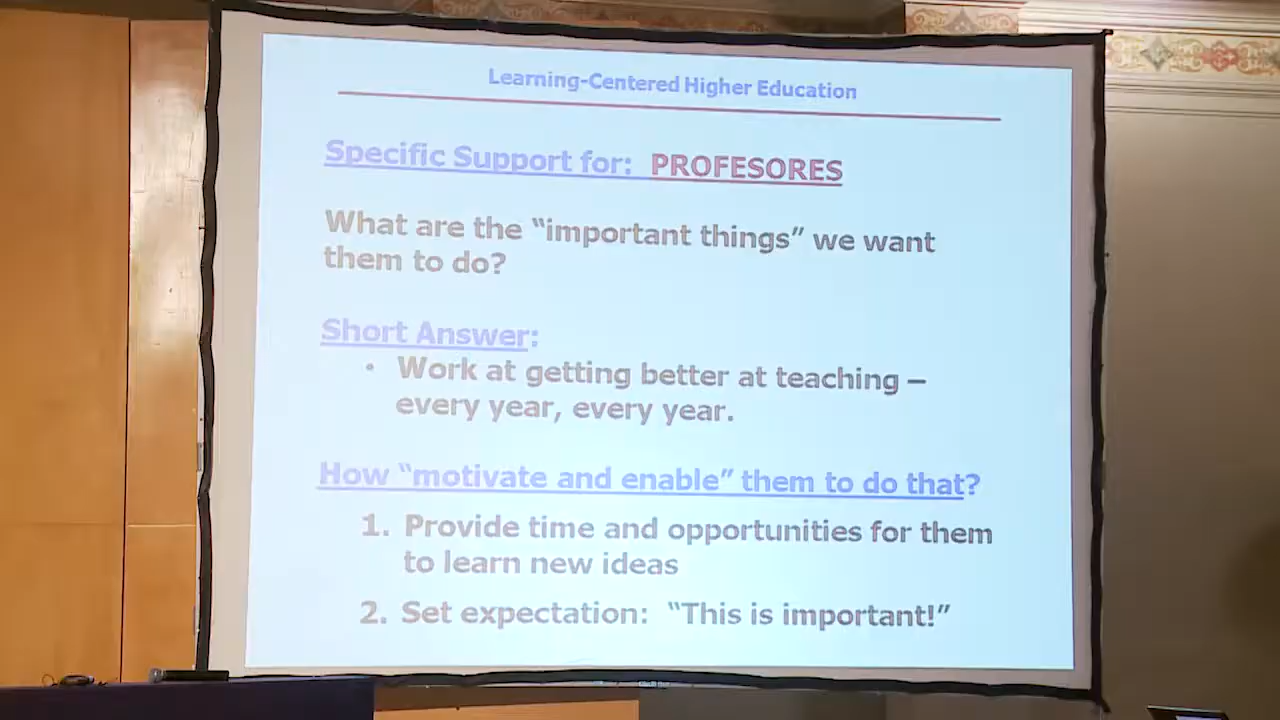 Learning-Centered Higher Education
Specific Support for: PROFESORES
What are the “important things” we want
them to do?
Short Answer:
• Work at getting better at teaching –
every year, every year.
How “motivate and enable” them to do that?
1. Provide time and opportunities for them
to learn new ideas
2. Set expectation: “This is important!”